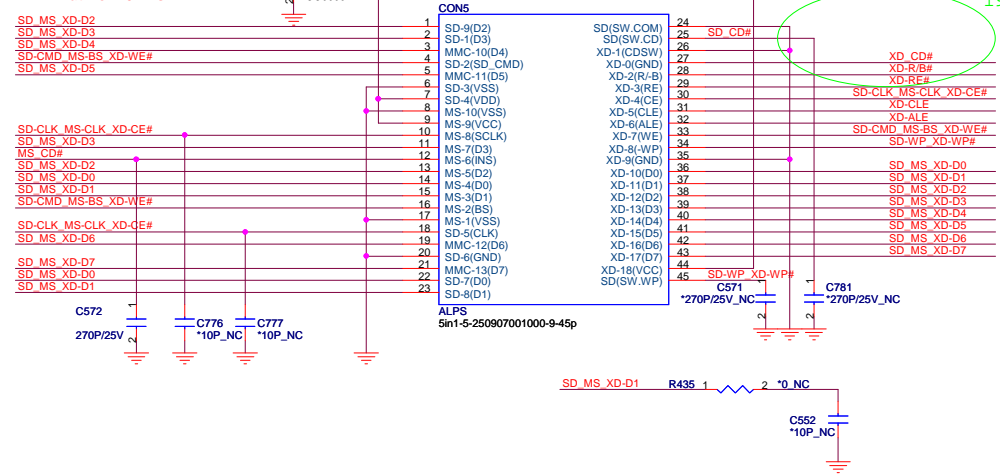 CON5
SD_MS_XD-D2 1 SD-9(D2) SD(SW.COM) 24
SD_MS_XD-D3 2 SD-1(D3) SD(SW.CD) 25 SD_CD#
SD_MS_XD-D4 3 MMC-10(D4) XD-1(CDSW) 26
SD-CMD_MS-BS_XD-WE# 4 SD-2(SD_CMD) XD-0(GND) 27 XD_CD#
SD_MS_XD-D5 5 MMC-11(D5) XD-2(R/-B) 28 XD-R/B#
6 SD-3(VSS) XD-3(RE) 29 XD-RE#
7 SD-4(VDD) XD-4(CE) 30 SD-CLK_MS-CLK_XD-CE#
8 MS-10(VSS) XD-5(CLE) 31 XD-CLE
9 MS-9(VCC) XD-6(ALE) 32 XD-ALE
SD-CLK_MS-CLK_XD-CE# 10 MS-8(SCLK) XD-7(WE) 33 SD-CMD_MS-BS_XD-WE#
SD_MS_XD-D3 11 MS-7(D3) XD-8(-WP) 34 SD-WP_XD-WP#
MS_CD# 12 MS-6(INS) XD-9(GND) 35
SD_MS_XD-D2 13 MS-5(D2) XD-10(D0) 36 SD_MS_XD-D0
SD_MS_XD-D0 14 MS-4(D0) XD-11(D1) 37 SD_MS_XD-D1
SD_MS_XD-D1 15 MS-3(D1) XD-12(D2) 38 SD_MS_XD-D2
SD-CMD_MS-BS_XD-WE# 16 MS-2(BS) XD-13(D3) 39 SD_MS_XD-D3
17 MS-1(VSS) XD-14(D4) 40 SD_MS_XD-D4
SD-CLK_MS-CLK_XD-CE# 18 SD-5(CLK) XD-15(D5) 41 SD_MS_XD-D5
SD_MS_XD-D6 19 MMC-12(D6) XD-16(D6) 42 SD_MS_XD-D6
20 SD-6(GND) XD-17(D7) 43 SD_MS_XD-D7
SD_MS_XD-D7 21 MMC-13(D7) XD-18(VCC) 44
SD_MS_XD-D0 22 SD-7(D0) SD(SW.WP) 45 SD-WP_XD-WP#
SD_MS_XD-D1 23 SD-8(D1)
ALPS
5in1-5-250907001000-9-45p
C572 1
270P/25V 2
C776
*10P_NC
C777
*10P_NC
C571 1
*270P/25V_NC 2
C781 1
*270P/25V_NC 2
SD_MS_XD-D1 R435 1 2 *0_NC
C552
*10P_NC